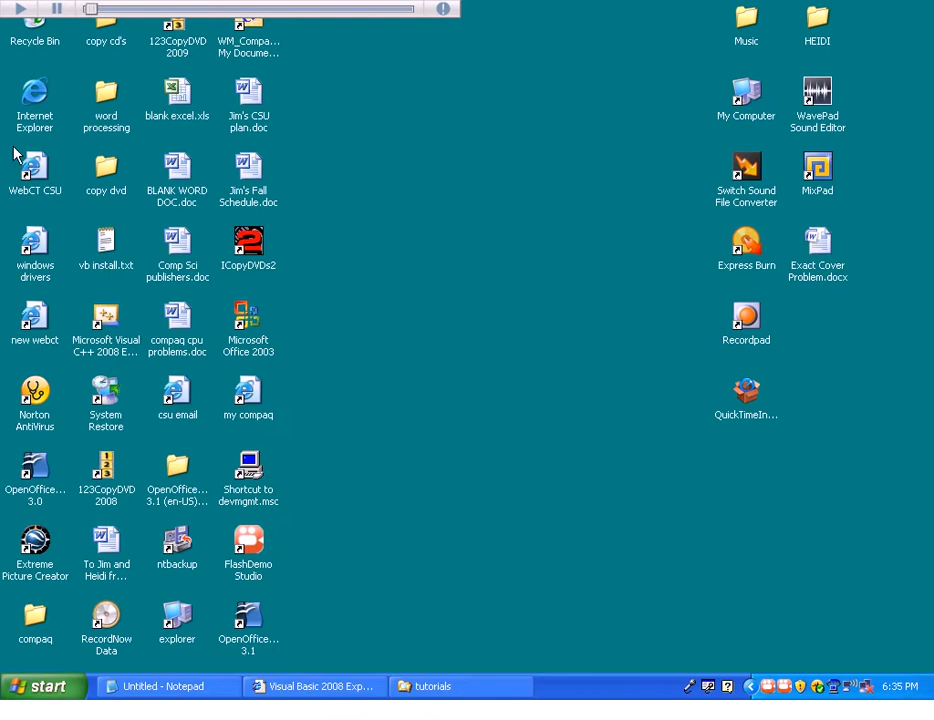 Recycle Bin
copy cd's
123CopyDVD
2009
WM_Compa...
My Docume...
Music
HEIDI
Internet
Explorer
word
processing
blank excel.xls
Jim's CSU
plan.doc
My Computer
WavePad
Sound Editor
WebCT CSU
copy dvd
BLANK WORD
DOC.doc
Jim's Fall
Schedule.doc
Switch Sound
File Converter
MixPad
windows
drivers
vb install.txt
Comp Sci
publishers.doc
ICopyDVDs2
Express Burn
Exact Cover
Problem.docx
new webct
Microsoft Visual
C++ 2008 E...
compaq cpu
problems.doc
Microsoft
Office 2003
Recordpad
Norton
AntiVirus
System
Restore
csu email
my compaq
QuickTimeIn...
OpenOffice...
3.0
123CopyDVD
2008
OpenOffice...
3.1 (en-US)...
Shortcut to
devmgmt.msc
Extreme
Picture Creator
To Jim and
Heidi fr...
ntbackup
FlashDemo
Studio
compaq
RecordNow
Data
explorer
OpenOffice...
3.1
start
Untitled - Notepad
Visual Basic 2008 Exp...
tutorials
6:35 PM